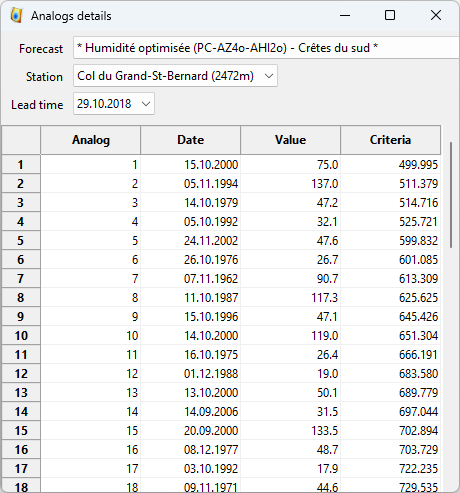 Analogs details
Forecast * Humidité optimisée (PC-AZ4o-AHI2o) - Crêtes du sud *
Station Col du Grand-St-Bernard (2472m)
Lead time 29.10.2018
Analog Date Value Criteria
1 1 15.10.2000 75.0 499.995
2 2 05.11.1994 137.0 511.379
3 3 14.10.1979 47.2 514.716
4 4 05.10.1992 32.1 525.721
5 5 24.11.2002 47.6 599.832
6 6 26.10.1976 26.7 601.085
7 7 07.11.1962 90.7 613.309
8 8 11.10.1987 117.3 625.625
9 9 15.10.1996 47.1 645.426
10 10 14.10.2000 119.0 651.304
11 11 16.10.1975 26.4 666.191
12 12 01.12.1988 19.0 683.580
13 13 13.10.2000 50.1 689.779
14 14 14.09.2006 31.5 697.044
15 15 20.09.2000 133.5 702.894
16 16 08.12.1977 48.7 703.729
17 17 03.10.1992 17.9 722.235
18 18 09.11.1971 44.6 729.535